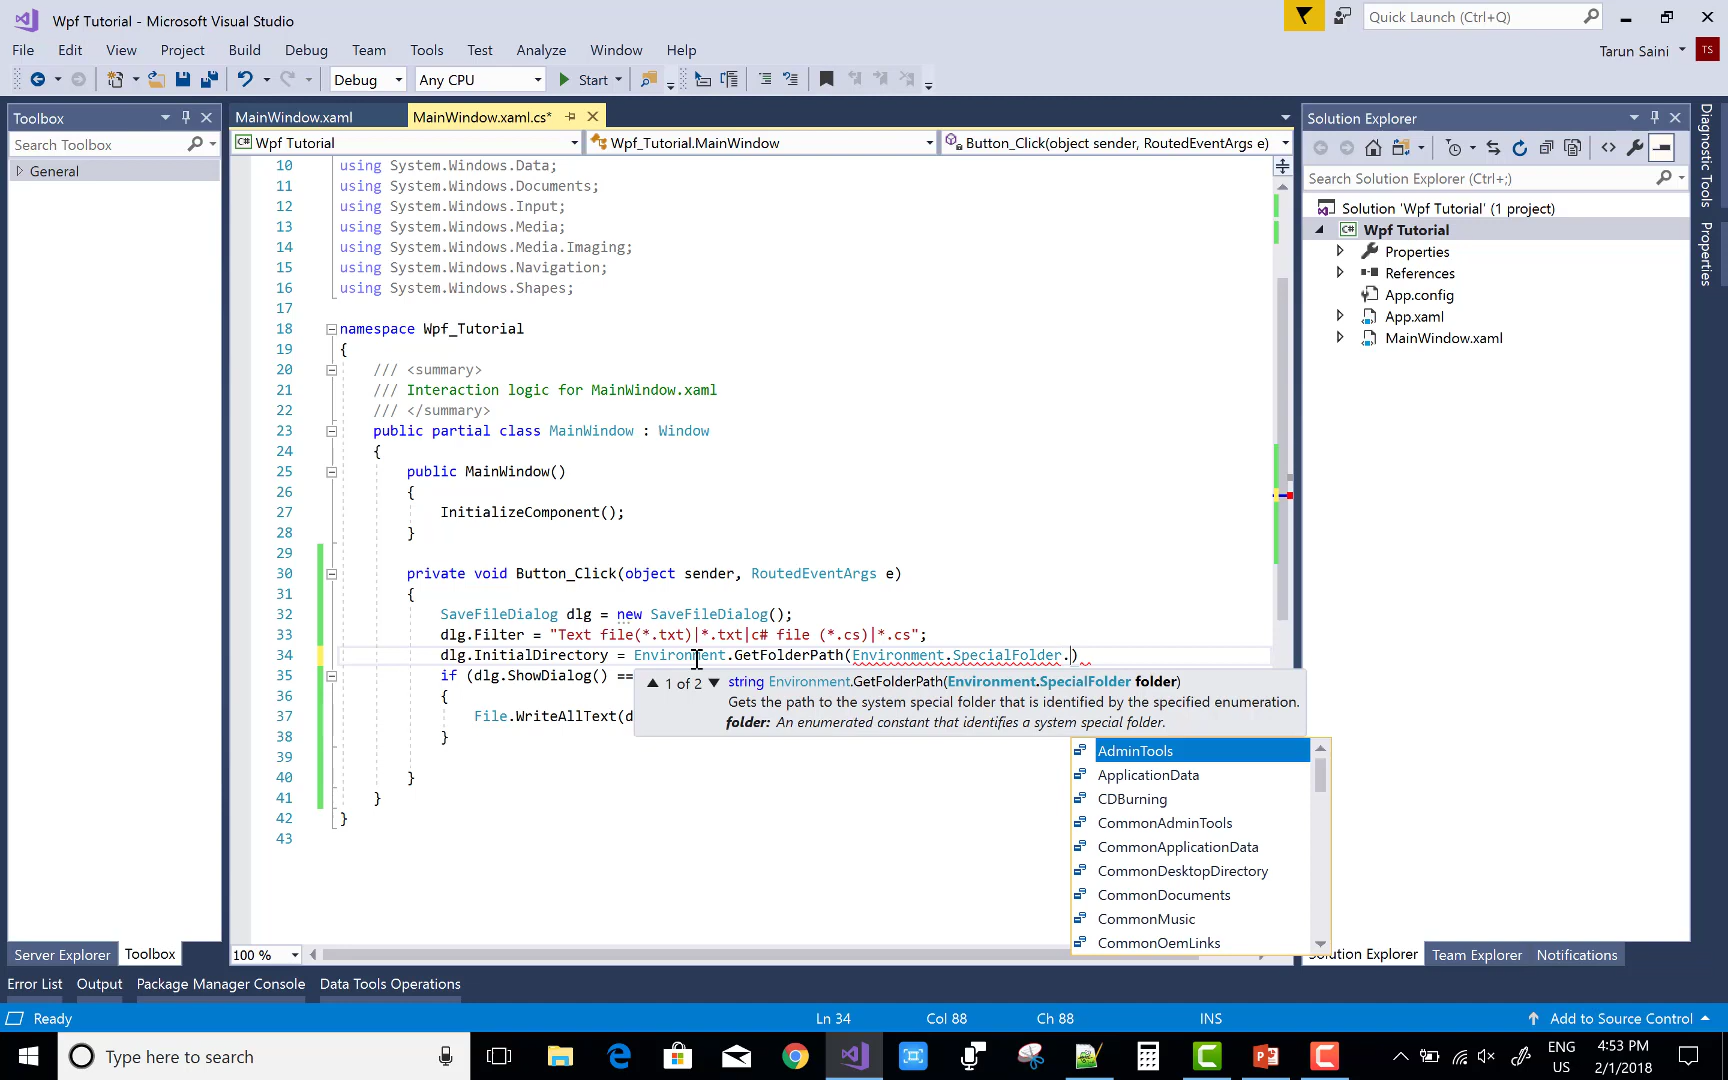 Wpf Tutorial - Microsoft Visual Studio
Quick Launch (Ctrl+Q)
File Edit View Project Build Debug Team Tools Test Analyze Window Help
Tarun Saini TS
Debug Any CPU Start
Toolbox
MainWindow.xaml MainWindow.xaml.cs*
Solution Explorer
Search Toolbox
C# Wpf Tutorial Wpf_Tutorial.MainWindow Button_Click(object sender, RoutedEventArgs e)
General
Search Solution Explorer (Ctrl+;)
Solution 'Wpf Tutorial' (1 project)
C# Wpf Tutorial
Properties
References
App.config
App.xaml
MainWindow.xaml
Diagnostic Tools
Properties
10 using System.Windows.Data;
11 using System.Windows.Documents;
12 using System.Windows.Input;
13 using System.Windows.Media;
14 using System.Windows.Media.Imaging;
15 using System.Windows.Navigation;
16 using System.Windows.Shapes;
17
18 namespace Wpf_Tutorial
19 {
20 /// <summary>
21 /// Interaction logic for MainWindow.xaml
22 /// </summary>
23 public partial class MainWindow : Window
24 {
25 public MainWindow()
26 {
27 InitializeComponent();
28 }
29
30 private void Button_Click(object sender, RoutedEventArgs e)
31 {
32 SaveFileDialog dlg = new SaveFileDialog();
33 dlg.Filter = "Text file(*.txt)|*.txt|c# file (*.cs)|*.cs";
34 dlg.InitialDirectory = Environment.GetFolderPath(Environment.SpecialFolder.)
35 if (dlg.ShowDialog() ==
36 {
37 File.WriteAllText(d
38 }
39
40 }
41 }
42 }
43
1 of 2 string Environment.GetFolderPath(Environment.SpecialFolder folder)
Gets the path to the system special folder that is identified by the specified enumeration.
folder: An enumerated constant that identifies a system special folder.
AdminTools
ApplicationData
CDBurning
CommonAdminTools
CommonApplicationData
CommonDesktopDirectory
CommonDocuments
CommonMusic
CommonOemLinks
Server Explorer Toolbox
100 %
Solution Explorer Team Explorer Notifications
Error List Output Package Manager Console Data Tools Operations
Ready Ln 34 Col 88 Ch 88 INS Add to Source Control
Type here to search
ENG
US
4:53 PM
2/1/2018